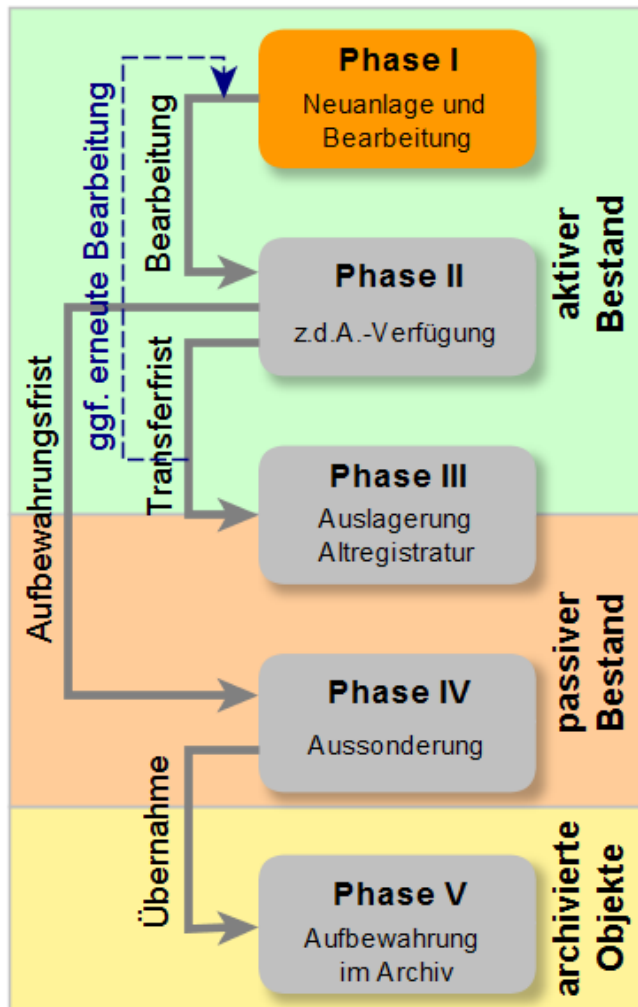 Phase I
Neuanlage und
Bearbeitung
Bearbeitung
ggf. erneute Bearbeitung
aktiver
Bestand
Phase II
z.d.A.-Verfügung
Transferfrist
Aufbewahrungsfrist
Phase III
Auslagerung
Altregistratur
passiver
Bestand
Phase IV
Aussonderung
Übernahme
Phase V
Aufbewahrung
im Archiv
archivierte
Objekte